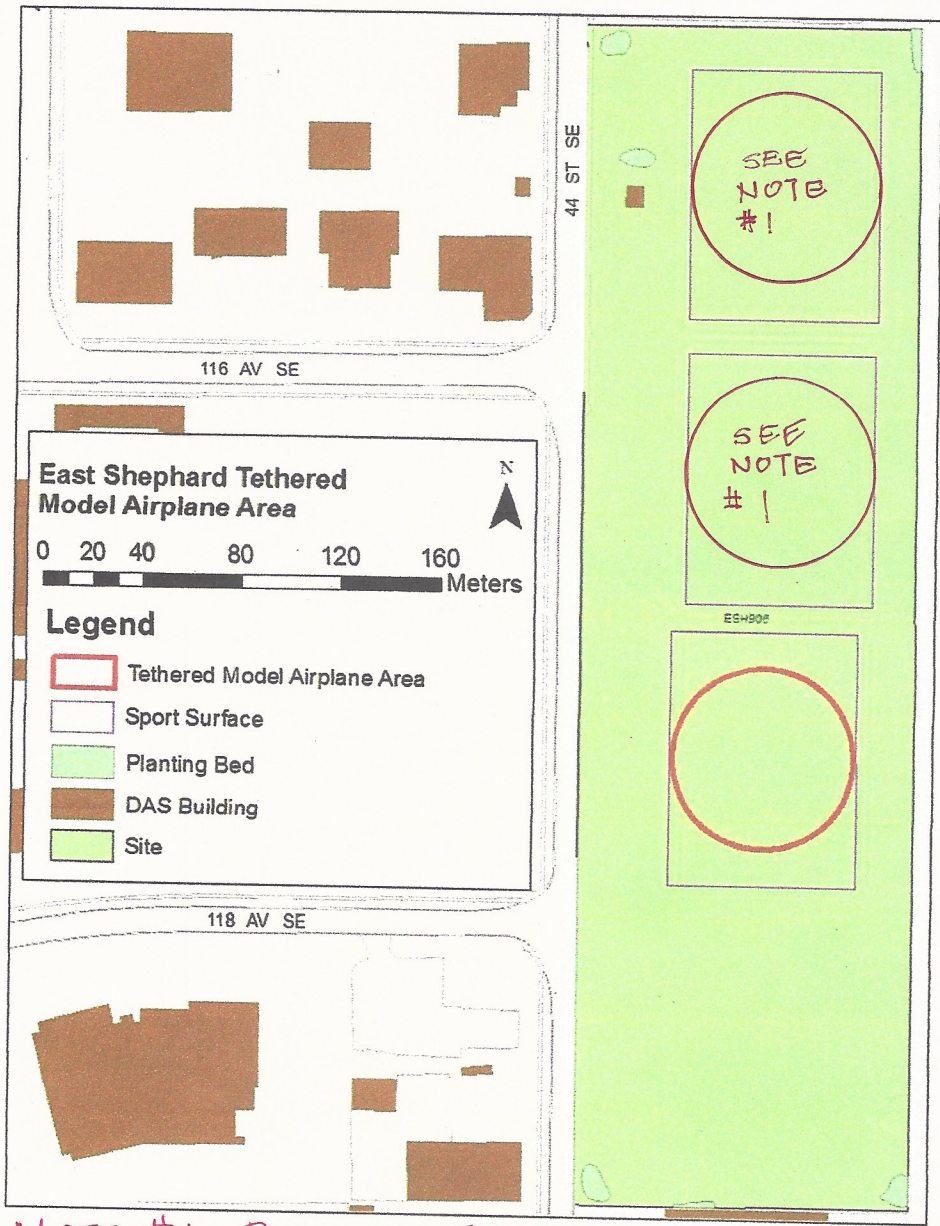 44 ST SE
SEE
NOTE
#1
116 AV SE
SEE
NOTE
#1
East Shephard Tethered
Model Airplane Area
N
0 20 40 80 120 160
Meters
ESH906
Legend
Tethered Model Airplane Area
Sport Surface
Planting Bed
DAS Building
Site
118 AV SE
NOTE #1